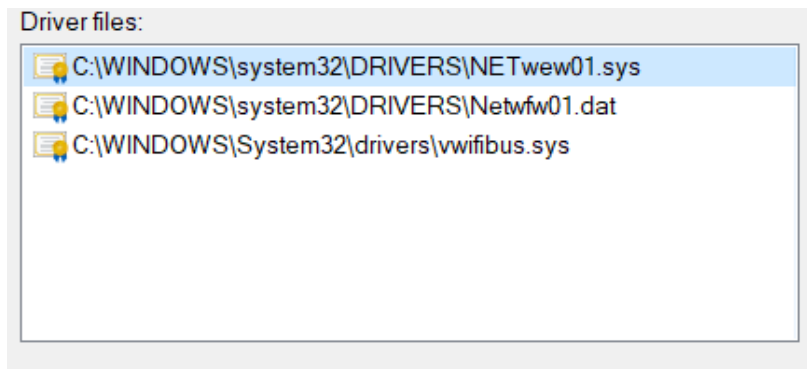 Driver files:
C:\WINDOWS\system32\DRIVERS\NETwew01.sys
C:\WINDOWS\system32\DRIVERS\Netwfw01.dat
C:\WINDOWS\System32\drivers\vwifibus.sys